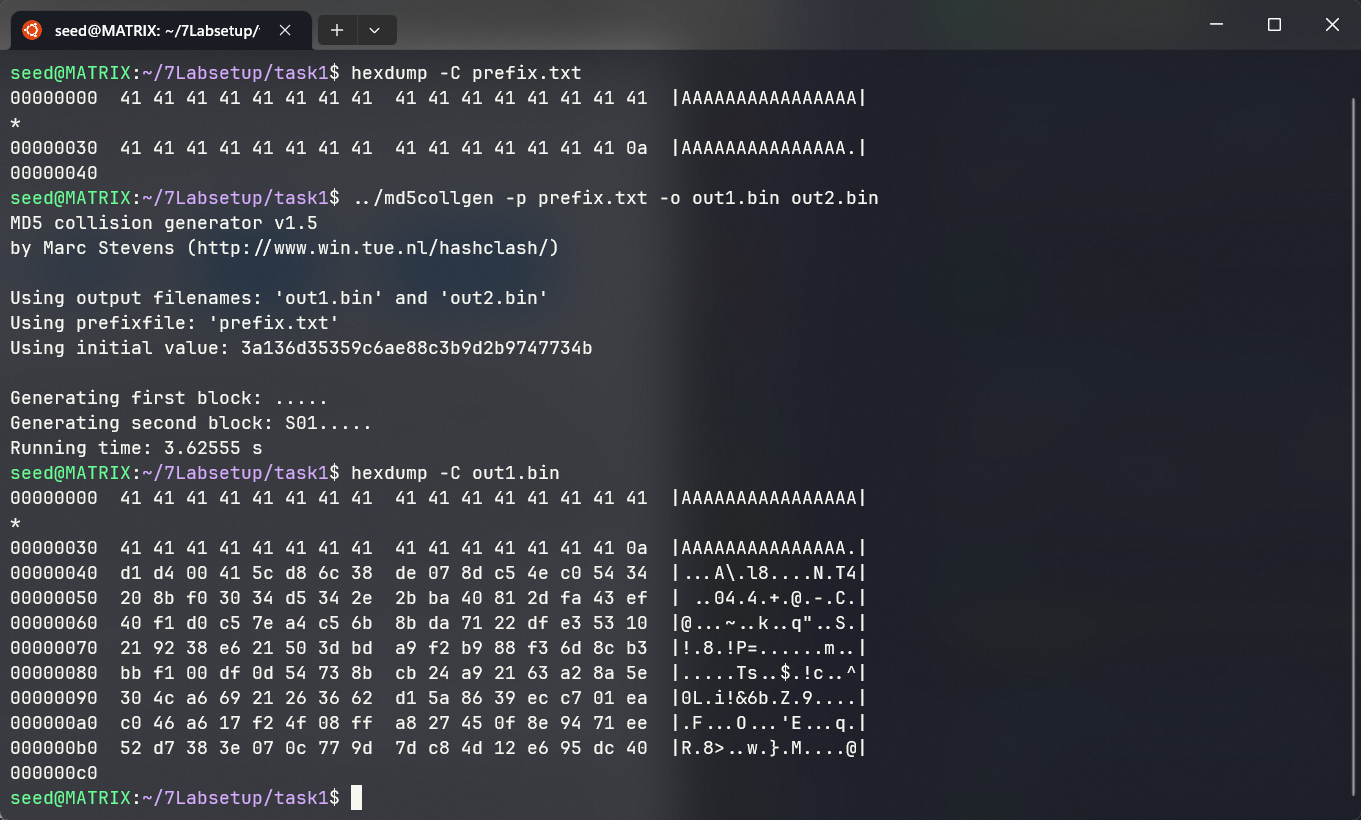 seed@MATRIX: ~/7Labsetup/
seed@MATRIX:~/7Labsetup/task1$ hexdump -C prefix.txt
00000000  41 41 41 41 41 41 41 41  41 41 41 41 41 41 41 41  |AAAAAAAAAAAAAAAA|
*
00000030  41 41 41 41 41 41 41 41  41 41 41 41 41 41 41 0a  |AAAAAAAAAAAAAAA.|
00000040
seed@MATRIX:~/7Labsetup/task1$ ../md5collgen -p prefix.txt -o out1.bin out2.bin
MD5 collision generator v1.5
by Marc Stevens (http://www.win.tue.nl/hashclash/)
Using output filenames: 'out1.bin' and 'out2.bin'
Using prefixfile: 'prefix.txt'
Using initial value: 3a136d35359c6ae88c3b9d2b9747734b
Generating first block: .....
Generating second block: S01.....
Running time: 3.62555 s
seed@MATRIX:~/7Labsetup/task1$ hexdump -C out1.bin
00000000  41 41 41 41 41 41 41 41  41 41 41 41 41 41 41 41  |AAAAAAAAAAAAAAAA|
*
00000030  41 41 41 41 41 41 41 41  41 41 41 41 41 41 41 0a  |AAAAAAAAAAAAAAA.|
00000040  d1 d4 00 41 5c d8 6c 38  de 07 8d c5 4e c0 54 34  |...A\.l8....N.T4|
00000050  20 8b f0 30 34 d5 34 2e  2b ba 40 81 2d fa 43 ef  | ..04.4.+.@.-.C.|
00000060  40 f1 d0 c5 7e a4 c5 6b  8b da 71 22 df e3 53 10  |@...~..k..q"..S.|
00000070  21 92 38 e6 21 50 3d bd  a9 f2 b9 88 f3 6d 8c b3  |!.8.!P=......m..|
00000080  bb f1 00 df 0d 54 73 8b  cb 24 a9 21 63 a2 8a 5e  |.....Ts..$.!c..^|
00000090  30 4c a6 69 21 26 36 62  d1 5a 86 39 ec c7 01 ea  |0L.i!&6b.Z.9....|
000000a0  c0 46 a6 17 f2 4f 08 ff  a8 27 45 0f 8e 94 71 ee  |.F...O...'E...q.|
000000b0  52 d7 38 3e 07 0c 77 9d  7d c8 4d 12 e6 95 dc 40  |R.8>..w.}.M....@|
000000c0
seed@MATRIX:~/7Labsetup/task1$